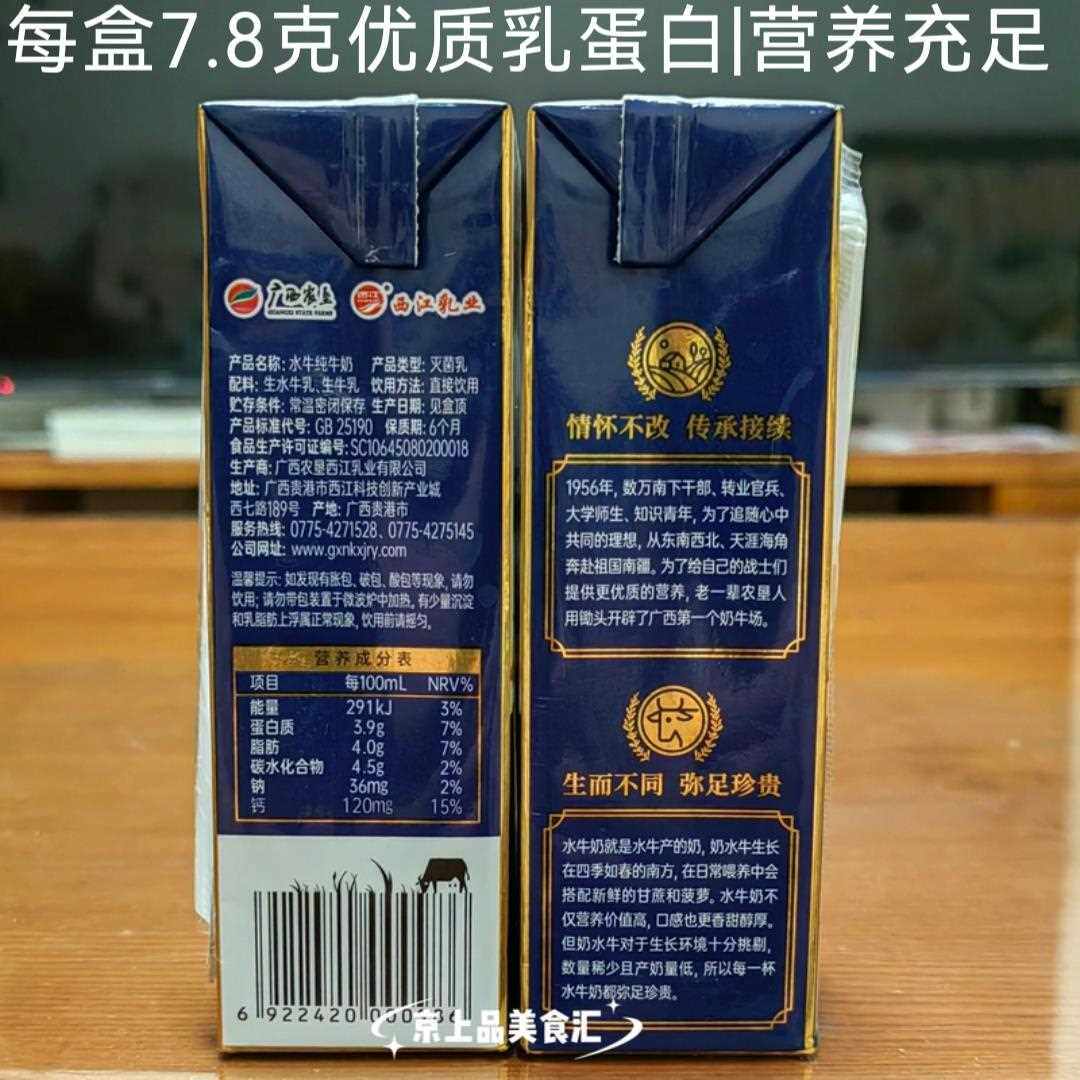 每盒7.8克优质乳蛋白|营养充足
广西农垦
GUANGXI STATE FARMS
西江乳业
产品名称: 水牛纯牛奶 产品类型: 灭菌乳
配料: 生水牛乳、生牛乳 饮用方法: 直接饮用
贮存条件: 常温密闭保存 生产日期: 见盒顶
产品标准代号: GB 25190 保质期: 6个月
食品生产许可证编号: SC10645080200018
生产商: 广西农垦西江乳业有限公司
地址: 广西贵港市西江科技创新产业城
西七路189号 产地: 广西贵港市
服务热线: 0775-4271528、0775-4275145
公司网址: www.gxnkxjry.com
温馨提示: 如发现有胀包、破包、酸包等现象, 请勿
饮用; 请勿带包装置于微波炉中加热。有少量沉淀
和乳脂肪上浮属正常现象, 饮用前请摇匀。
营养成分表
项目 每100mL NRV%
能量 291kJ 3%
蛋白质 3.9g 7%
脂肪 4.0g 7%
碳水化合物 4.5g 2%
钠 36mg 2%
钙 120mg 15%
6 922420 000
情怀不改 传承接续
1956年, 数万南下干部、转业官兵、
大学师生、知识青年, 为了追随心中
共同的理想, 从东南西北、天涯海角
奔赴祖国南疆。为了给自己的战士们
提供更优质的营养, 老一辈农垦人
用锄头开辟了广西第一个奶牛场。
生而不同 弥足珍贵
水牛奶就是水牛产的奶, 奶水牛生长
在四季如春的南方, 在日常喂养中会
搭配新鲜的甘蔗和菠萝。水牛奶不
仅营养价值高, 口感也更香甜醇厚。
但奶水牛对于生长环境十分挑剔,
数量稀少且产奶量低, 所以每一杯
水牛奶都弥足珍贵。
京上品美食汇